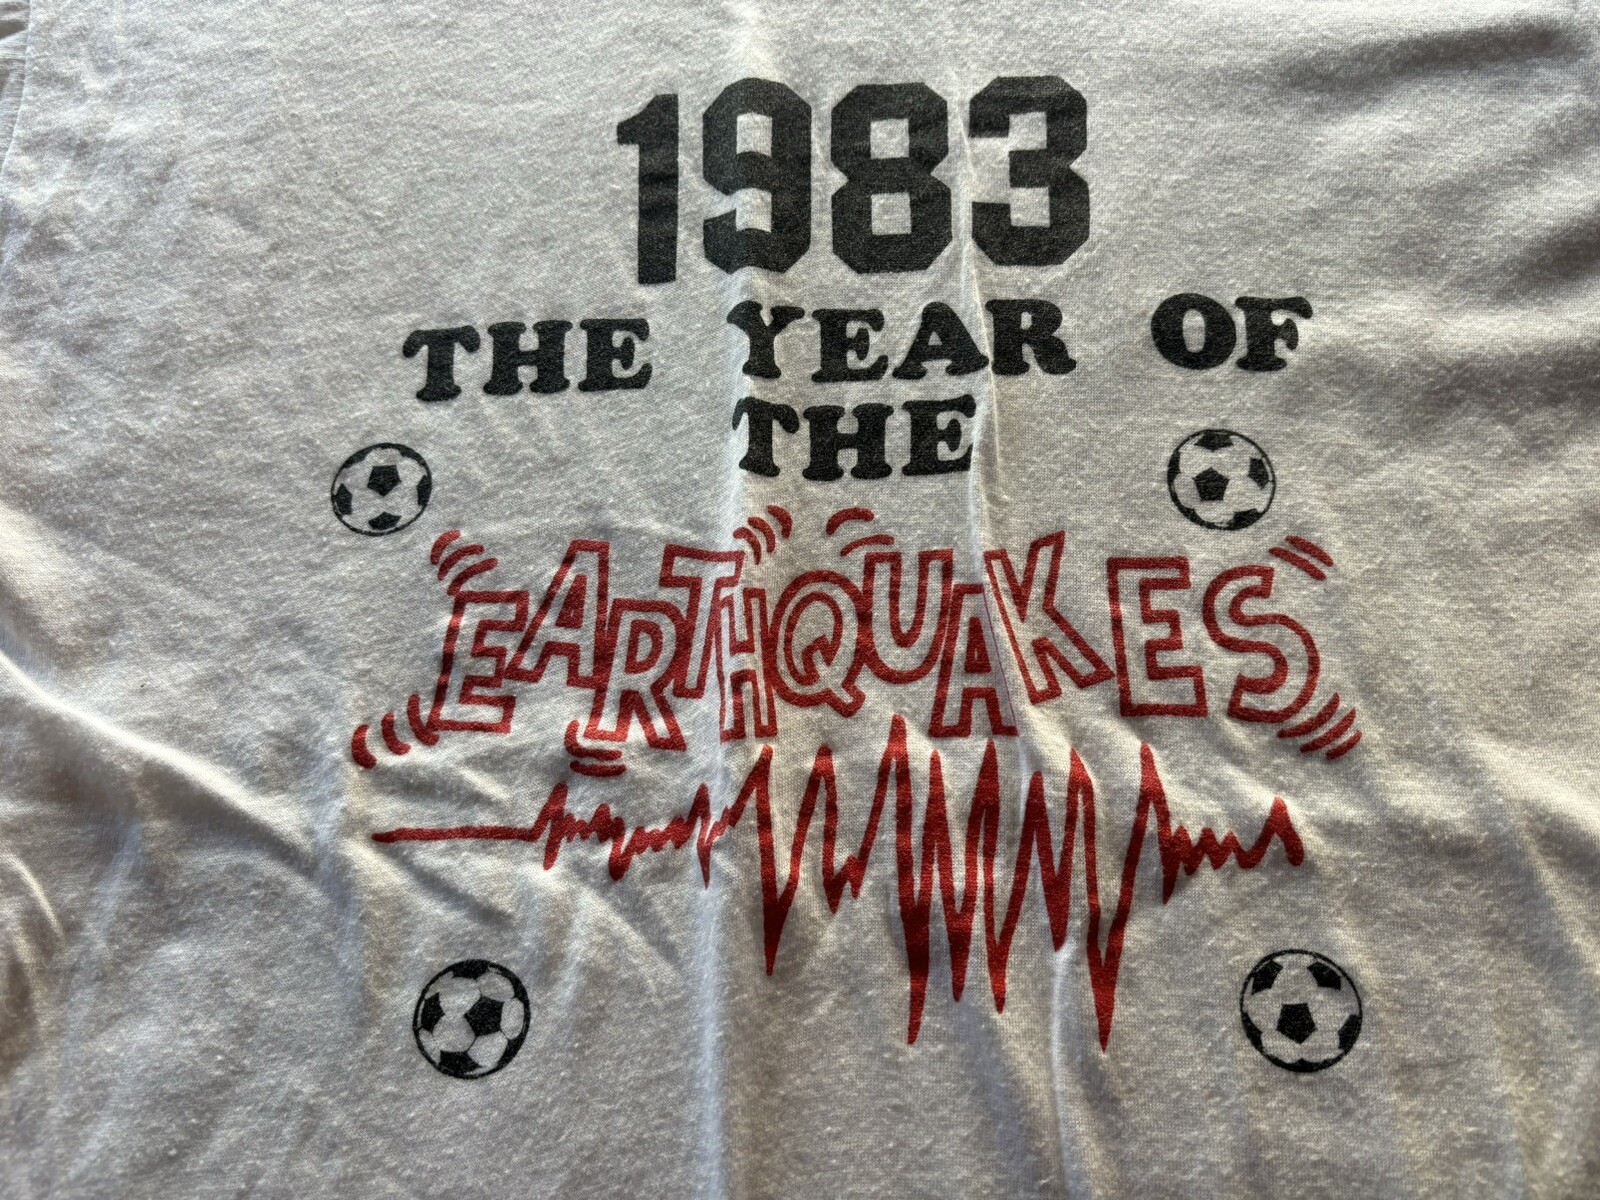 1983
THE YEAR OF
THE
EARTHQUAKES